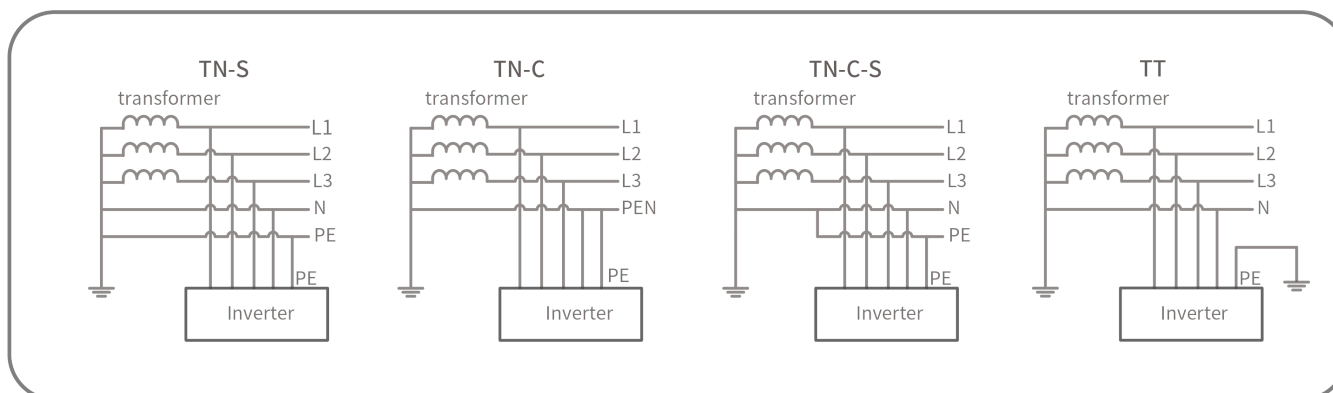 TN-S
transformer
L1
L2
L3
N
PE
PE
Inverter
TN-C
transformer
L1
L2
L3
PEN
PE
Inverter
TN-C-S
transformer
L1
L2
L3
N
PE
PE
Inverter
TT
transformer
L1
L2
L3
N
PE
Inverter